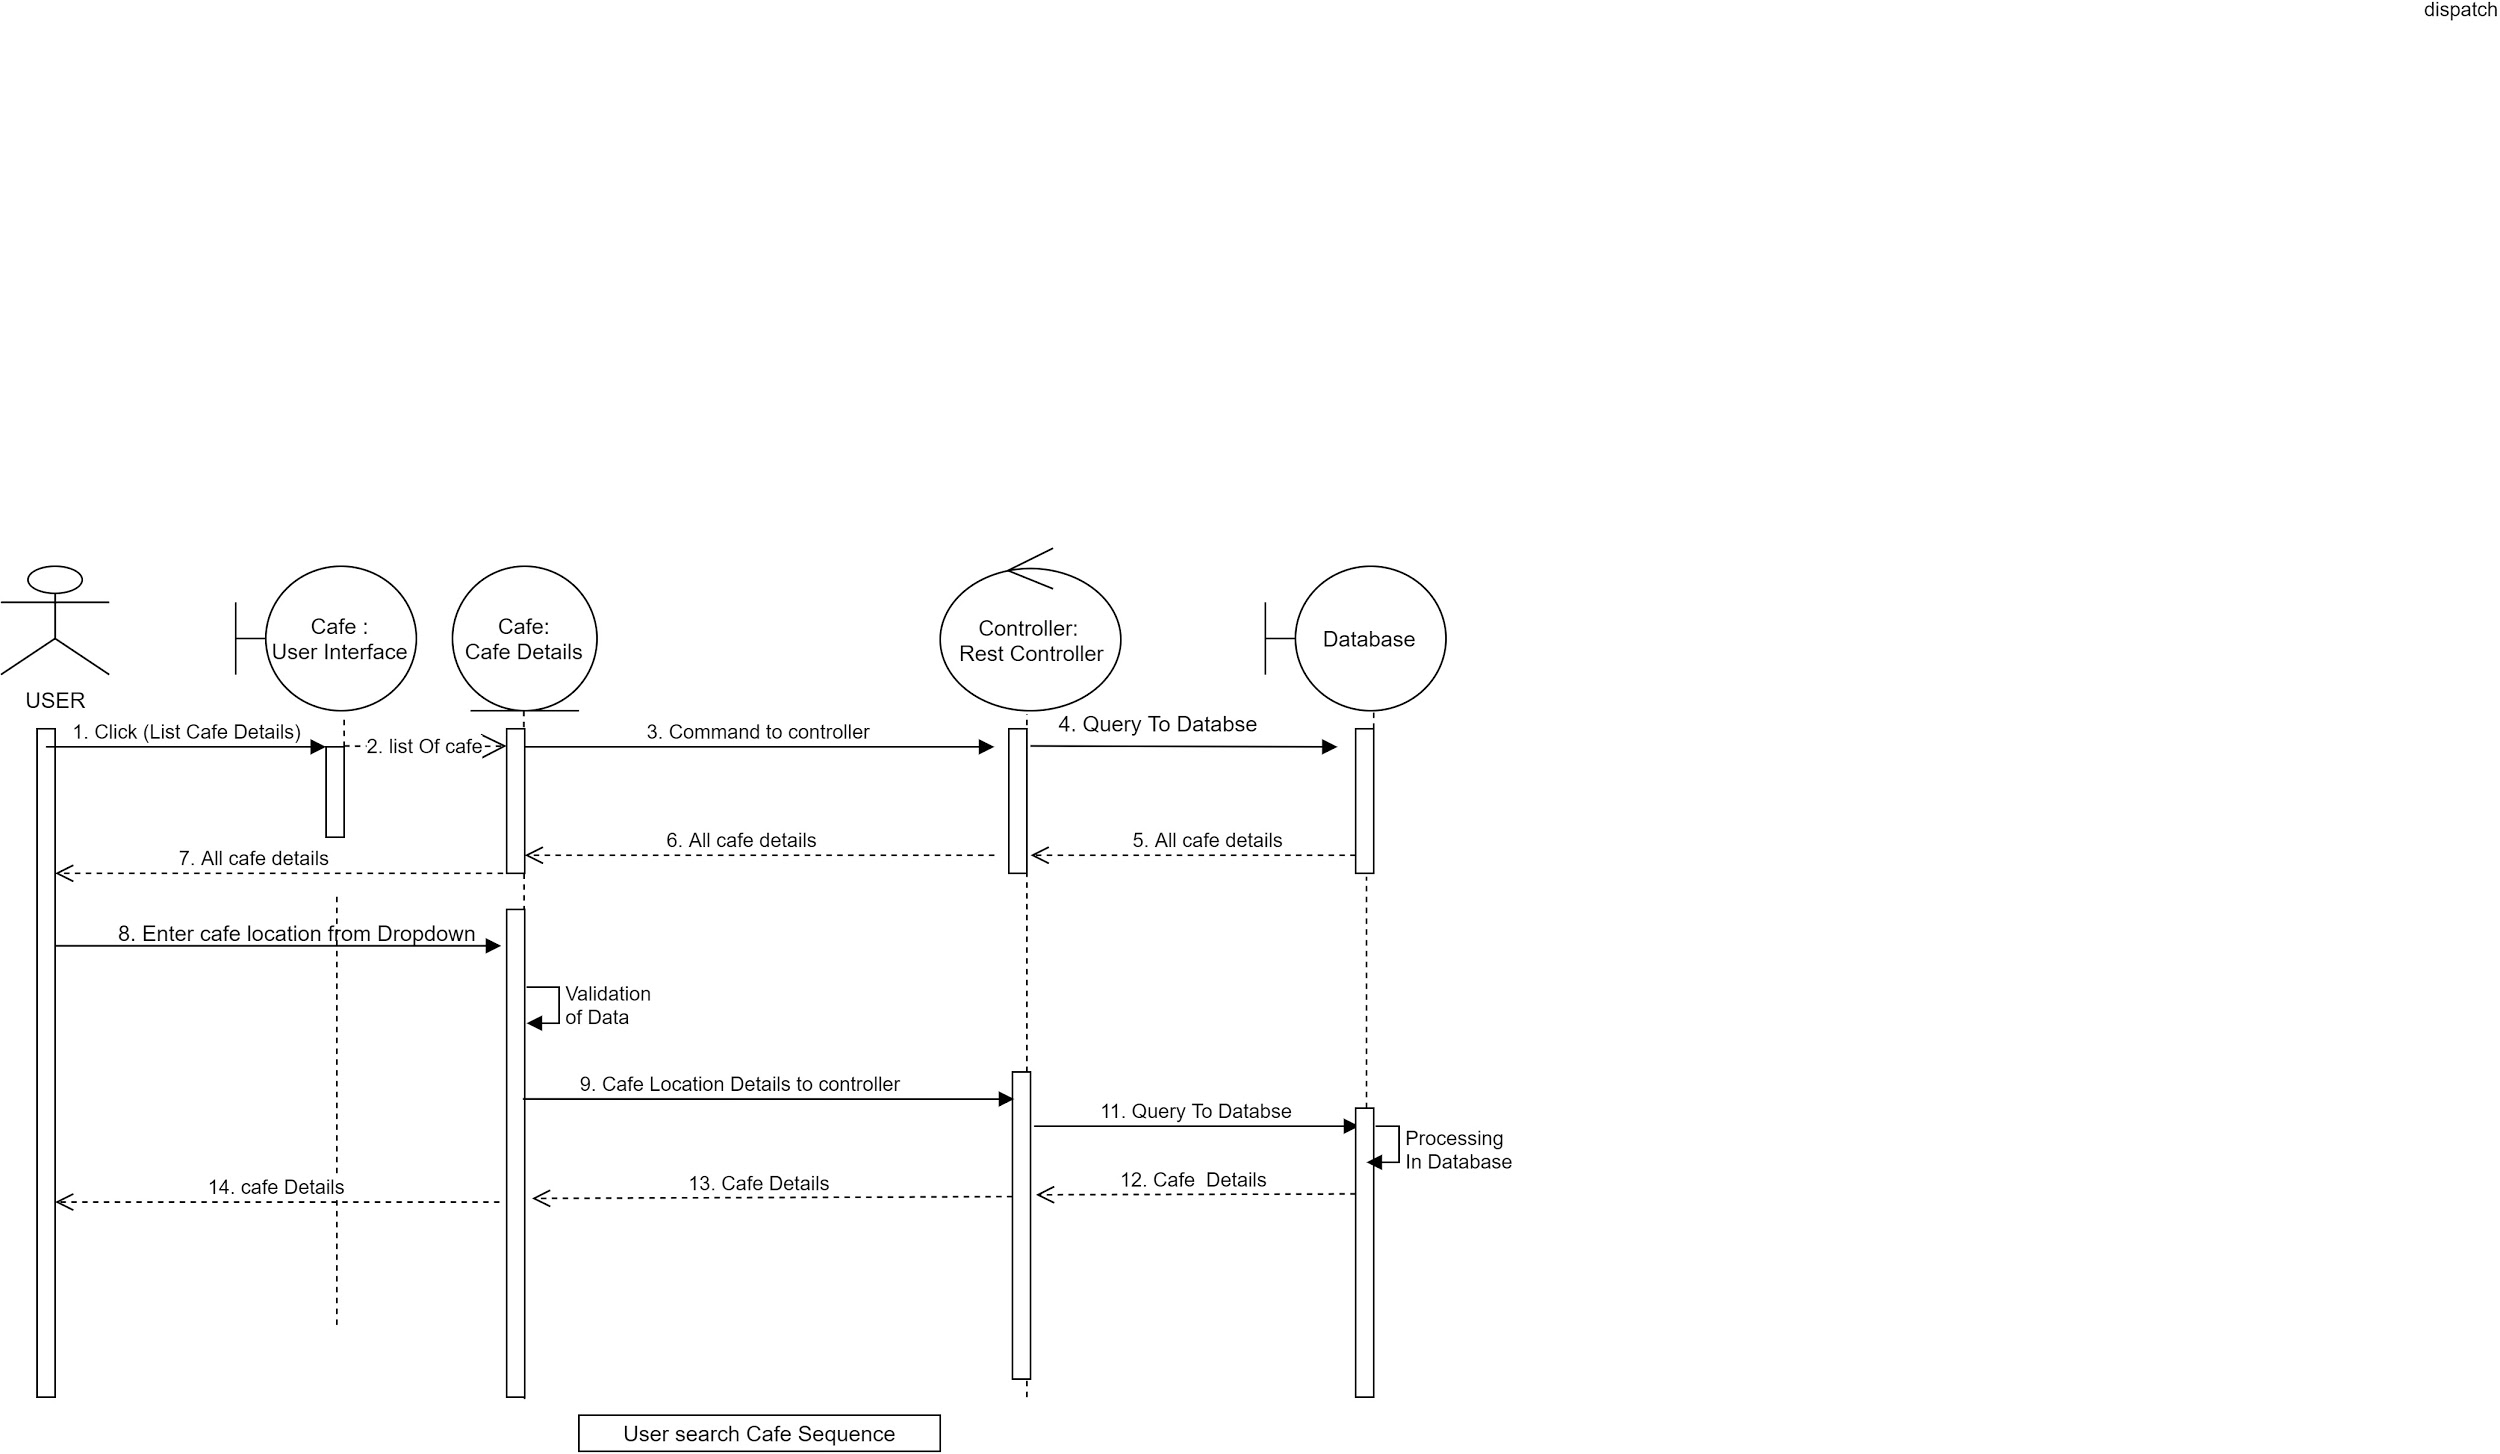 dispatch
Cafe :
User Interface
Cafe:
Cafe Details
Controller:
Rest Controller
Database
USER
1. Click (List Cafe Details)
2. list Of cafe
3. Command to controller
4. Query To Databse
5. All cafe details
6. All cafe details
7. All cafe details
8. Enter cafe location from Dropdown
Validation
of Data
9. Cafe Location Details to controller
11. Query To Databse
Processing
In Database
12. Cafe  Details
13. Cafe Details
14. cafe Details
User search Cafe Sequence